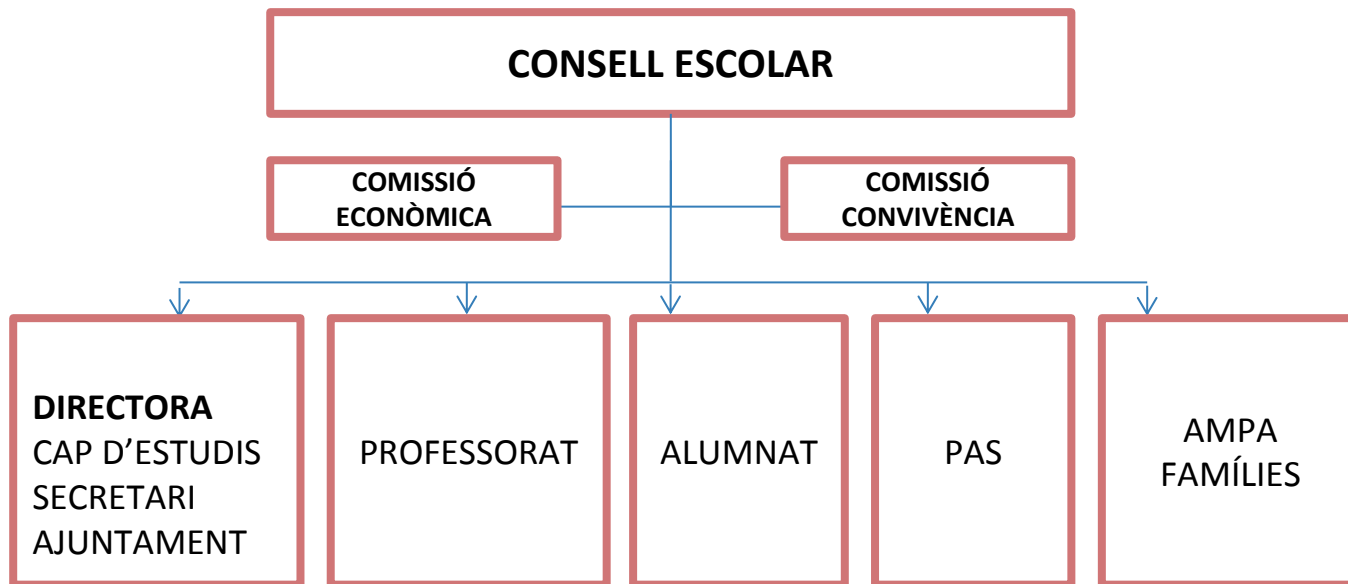 CONSELL ESCOLAR
COMISSIÓ
ECONÒMICA
COMISSIÓ
CONVIVÈNCIA
DIRECTORA
CAP D’ESTUDIS
SECRETARI
AJUNTAMENT
PROFESSORAT
ALUMNAT
PAS
AMPA
FAMÍLIES